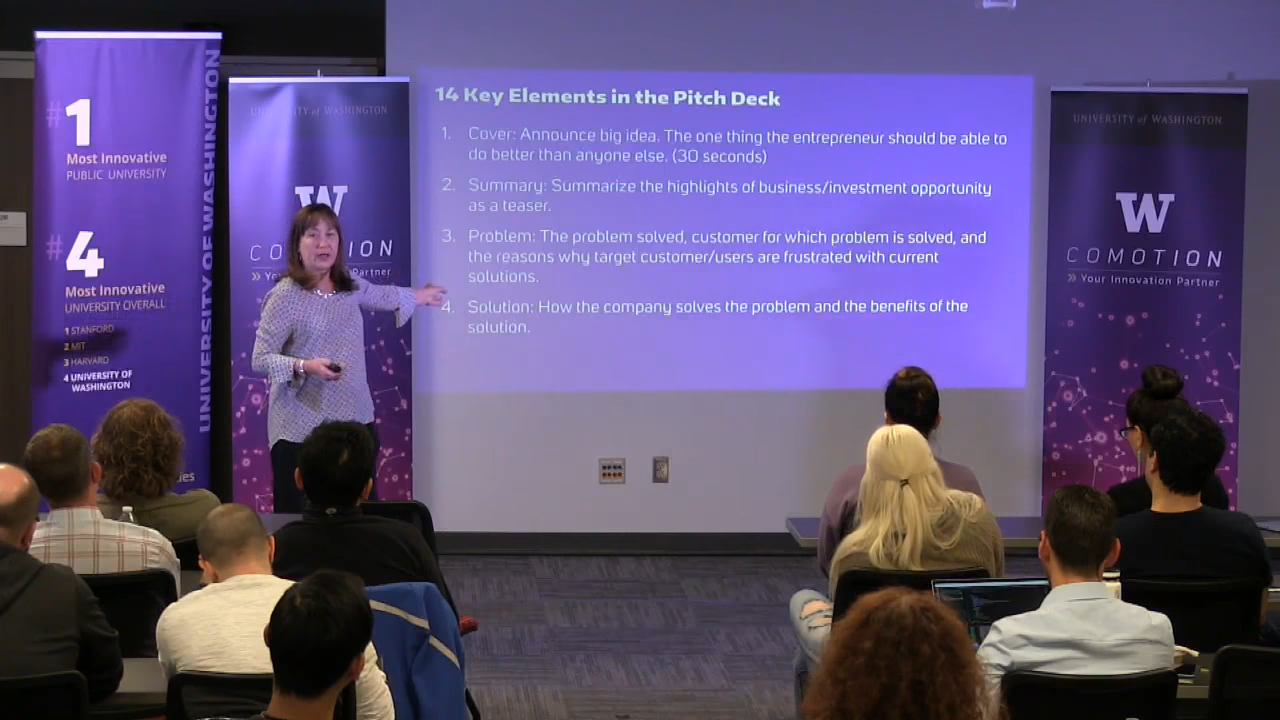 #1
Most Innovative
PUBLIC UNIVERSITY
#4
Most Innovative
UNIVERSITY OVERALL
1 STANFORD
2 MIT
3 HARVARD
4 UNIVERSITY OF
WASHINGTON
UNIVERSITY OF WASHINGTON
UNIVERSITY of WASHINGTON
W
COMOTION
14 Key Elements in the Pitch Deck
1. Cover: Announce big idea. The one thing the entrepreneur should be able to
do better than anyone else. (30 seconds)
2. Summary: Summarize the highlights of business/investment opportunity
as a teaser.
3. Problem: The problem solved, customer for which problem is solved, and
the reasons why target customer/users are frustrated with current
solutions.
4. Solution: How the company solves the problem and the benefits of the
solution.
UNIVERSITY of WASHINGTON
W
COMOTION
» Your Innovation Partner